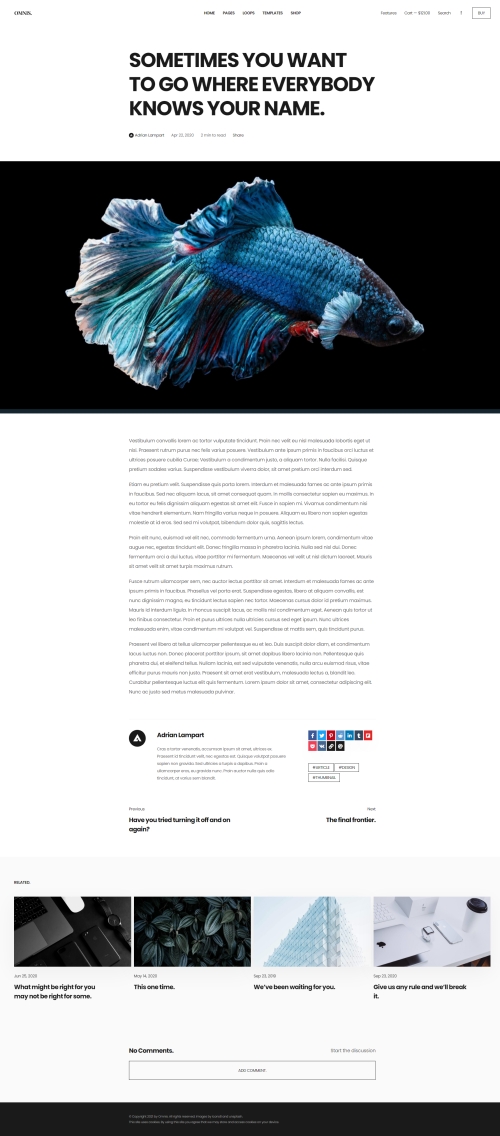 OMNIS.
HOME PAGES LOOPS TEMPLATES SHOP
Features Cart — $131.00 Search
BUY
SOMETIMES YOU WANT
TO GO WHERE EVERYBODY
KNOWS YOUR NAME.
Adrian Lampart Apr 22, 2020 2 min to read Share
Vestibulum convallis lorem ac tortor vulputate tincidunt. Proin nec velit eu nisl malesuada lobortis eget ut
nisl. Praesent rutrum purus nec felis varius posuere. Vestibulum ante ipsum primis in faucibus orci luctus et
ultrices posuere cubilia Curae; Vestibulum a condimentum justo, a aliquam tortor. Nulla facilisi. Quisque
pretium sodales varius. Suspendisse vestibulum viverra dolor, sit amet pretium orci interdum sed.
Etiam eu pretium velit. Suspendisse quis porta lorem. Interdum et malesuada fames ac ante ipsum primis
in faucibus. Sed nec aliquam lacus, sit amet consequat quam. In mollis consectetur sapien eu maximus. In
eu tortor eu felis dignissim aliquam egestas sit amet elit. Fusce in sapien mi. Vivamus condimentum nisl
vitae hendrerit elementum. Nam fringilla varius neque in posuere. Aliquam eu libero non sapien egestas
molestie at id eros. Sed sed mi volutpat, bibendum dolor quis, sagittis lectus.
Proin elit nunc, euismod vel elit nec, commodo fermentum urna. Aenean ipsum lorem, condimentum vitae
augue nec, egestas tincidunt elit. Donec fringilla massa in pharetra lacinia. Nulla sed nisl dui. Donec
fermentum orci a dui luctus, vitae porttitor mi fermentum. Maecenas vel velit ut nisl dictum laoreet. Mauris
sit amet velit sit amet turpis maximus rutrum.
Fusce rutrum ullamcorper sem, nec auctor lectus porttitor sit amet. Interdum et malesuada fames ac ante
ipsum primis in faucibus. Phasellus vel porta erat. Suspendisse egestas, libero at aliquam convallis, est
nunc dignissim magna, eu tincidunt lectus sapien nec tortor. Maecenas cursus dolor id pretium maximus.
Mauris id interdum ligula, in rhoncus suscipit lacus, ac mollis nisl condimentum eget. Aenean quis tortor ut
leo finibus consectetur. Proin et purus ultrices nulla ultricies cursus sed eget ipsum. Nunc ultrices
malesuada enim, vitae condimentum mi volutpat vel. Suspendisse at mattis sem, quis tincidunt purus.
Praesent vel libero at tellus ullamcorper pellentesque eu et leo. Duis suscipit dolor diam, et condimentum
lacus luctus non. Donec placerat porttitor ipsum, sit amet dapibus libero lacinia non. Pellentesque quis
pharetra dui, et eleifend tellus. Nullam lacinia, est sed vulputate venenatis, nulla arcu euismod risus, vitae
efficitur purus mauris non justo. Praesent sit amet erat vestibulum, malesuada lectus a, blandit leo.
Curabitur pellentesque luctus elit quis fermentum. Lorem ipsum dolor sit amet, consectetur adipiscing elit.
Nunc ac justo sed metus malesuada pulvinar.
Adrian Lampart
Cras a tortor venenatis, accumsan ipsum sit amet, ultrices ex.
Praesent id tincidunt velit, nec egestas est. Quisque volutpat pharetra
sapien non gravida. Sed ultricies a turpis a dapibus. Proin a
ullamcorper eros, ac gravida nunc. Proin auctor nulla quis odio
tincidunt, at varius sem blandit.
#ARTICLE #DESIGN
#THUMBNAIL
Previous
Have you tried turning it off and on
again?
Next
The final frontier.
RELATED.
Jun 25, 2020
What might be right for you
may not be right for some.
May 14, 2020
This one time.
Sep 23, 2019
We've been waiting for you.
Sep 23, 2020
Give us any rule and we'll break
it.
No Comments.
Start the discussion
ADD COMMENT